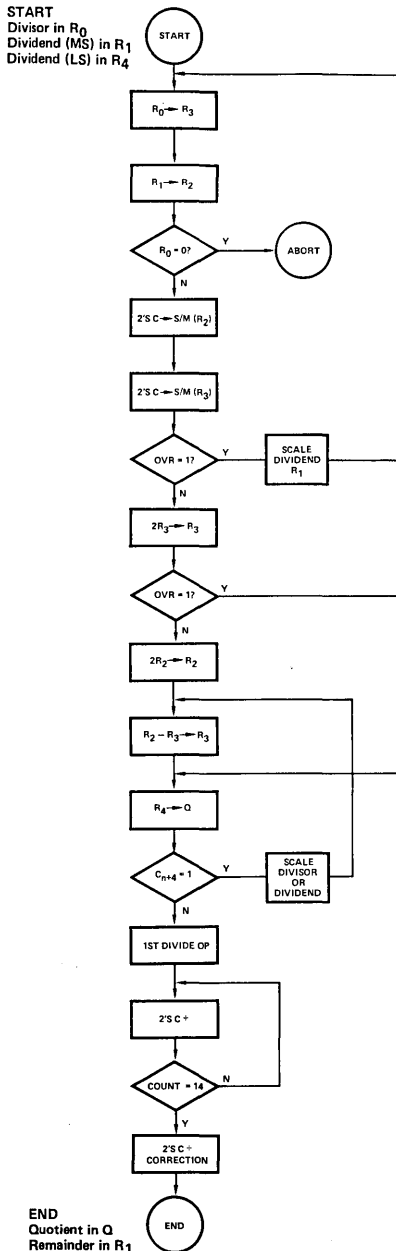 START
Divisor in R0
Dividend (MS) in R1
Dividend (LS) in R4
START
R0→R3
R1→R2
R0 = 0?
Y
ABORT
N
2'S C→S/M (R2)
2'S C→S/M (R3)
OVR = 1?
Y
SCALE
DIVIDEND
R1
N
2R3→R3
OVR = 1?
Y
N
2R2→R2
R2 – R3→R3
R4→Q
Cn+4 = 1
Y
SCALE
DIVISOR
OR
DIVIDEND
N
1ST DIVIDE OP
2'S C ÷
COUNT = 14
N
Y
2'S C ÷
CORRECTION
END
Quotient in Q
Remainder in R1
END